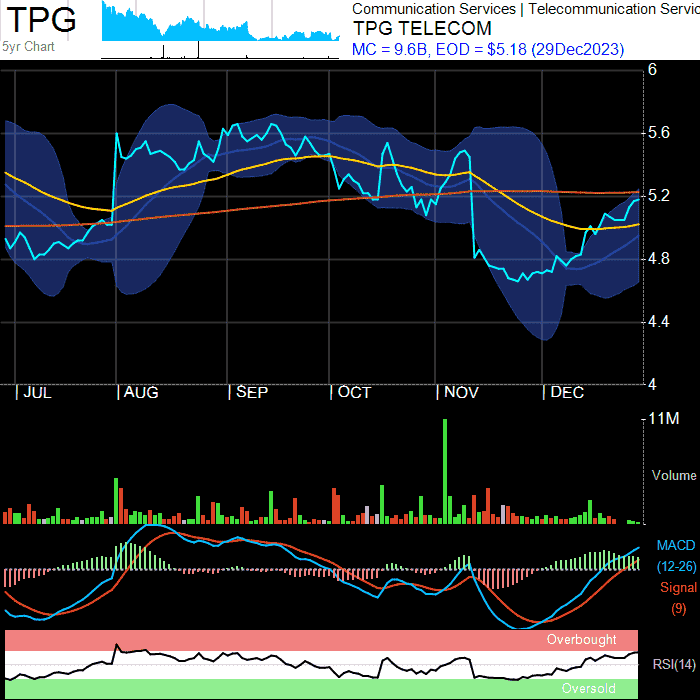 TPG
5yr Chart
Communication Services | Telecommunication Servic
TPG TELECOM
MC = 9.6B, EOD = $5.18 (29Dec2023)
6
5.6
5.2
4.8
4.4
4
JUL
AUG
SEP
OCT
NOV
DEC
11M
Volume
MACD
(12-26)
Signal
(9)
Overbought
RSI(14)
Oversold